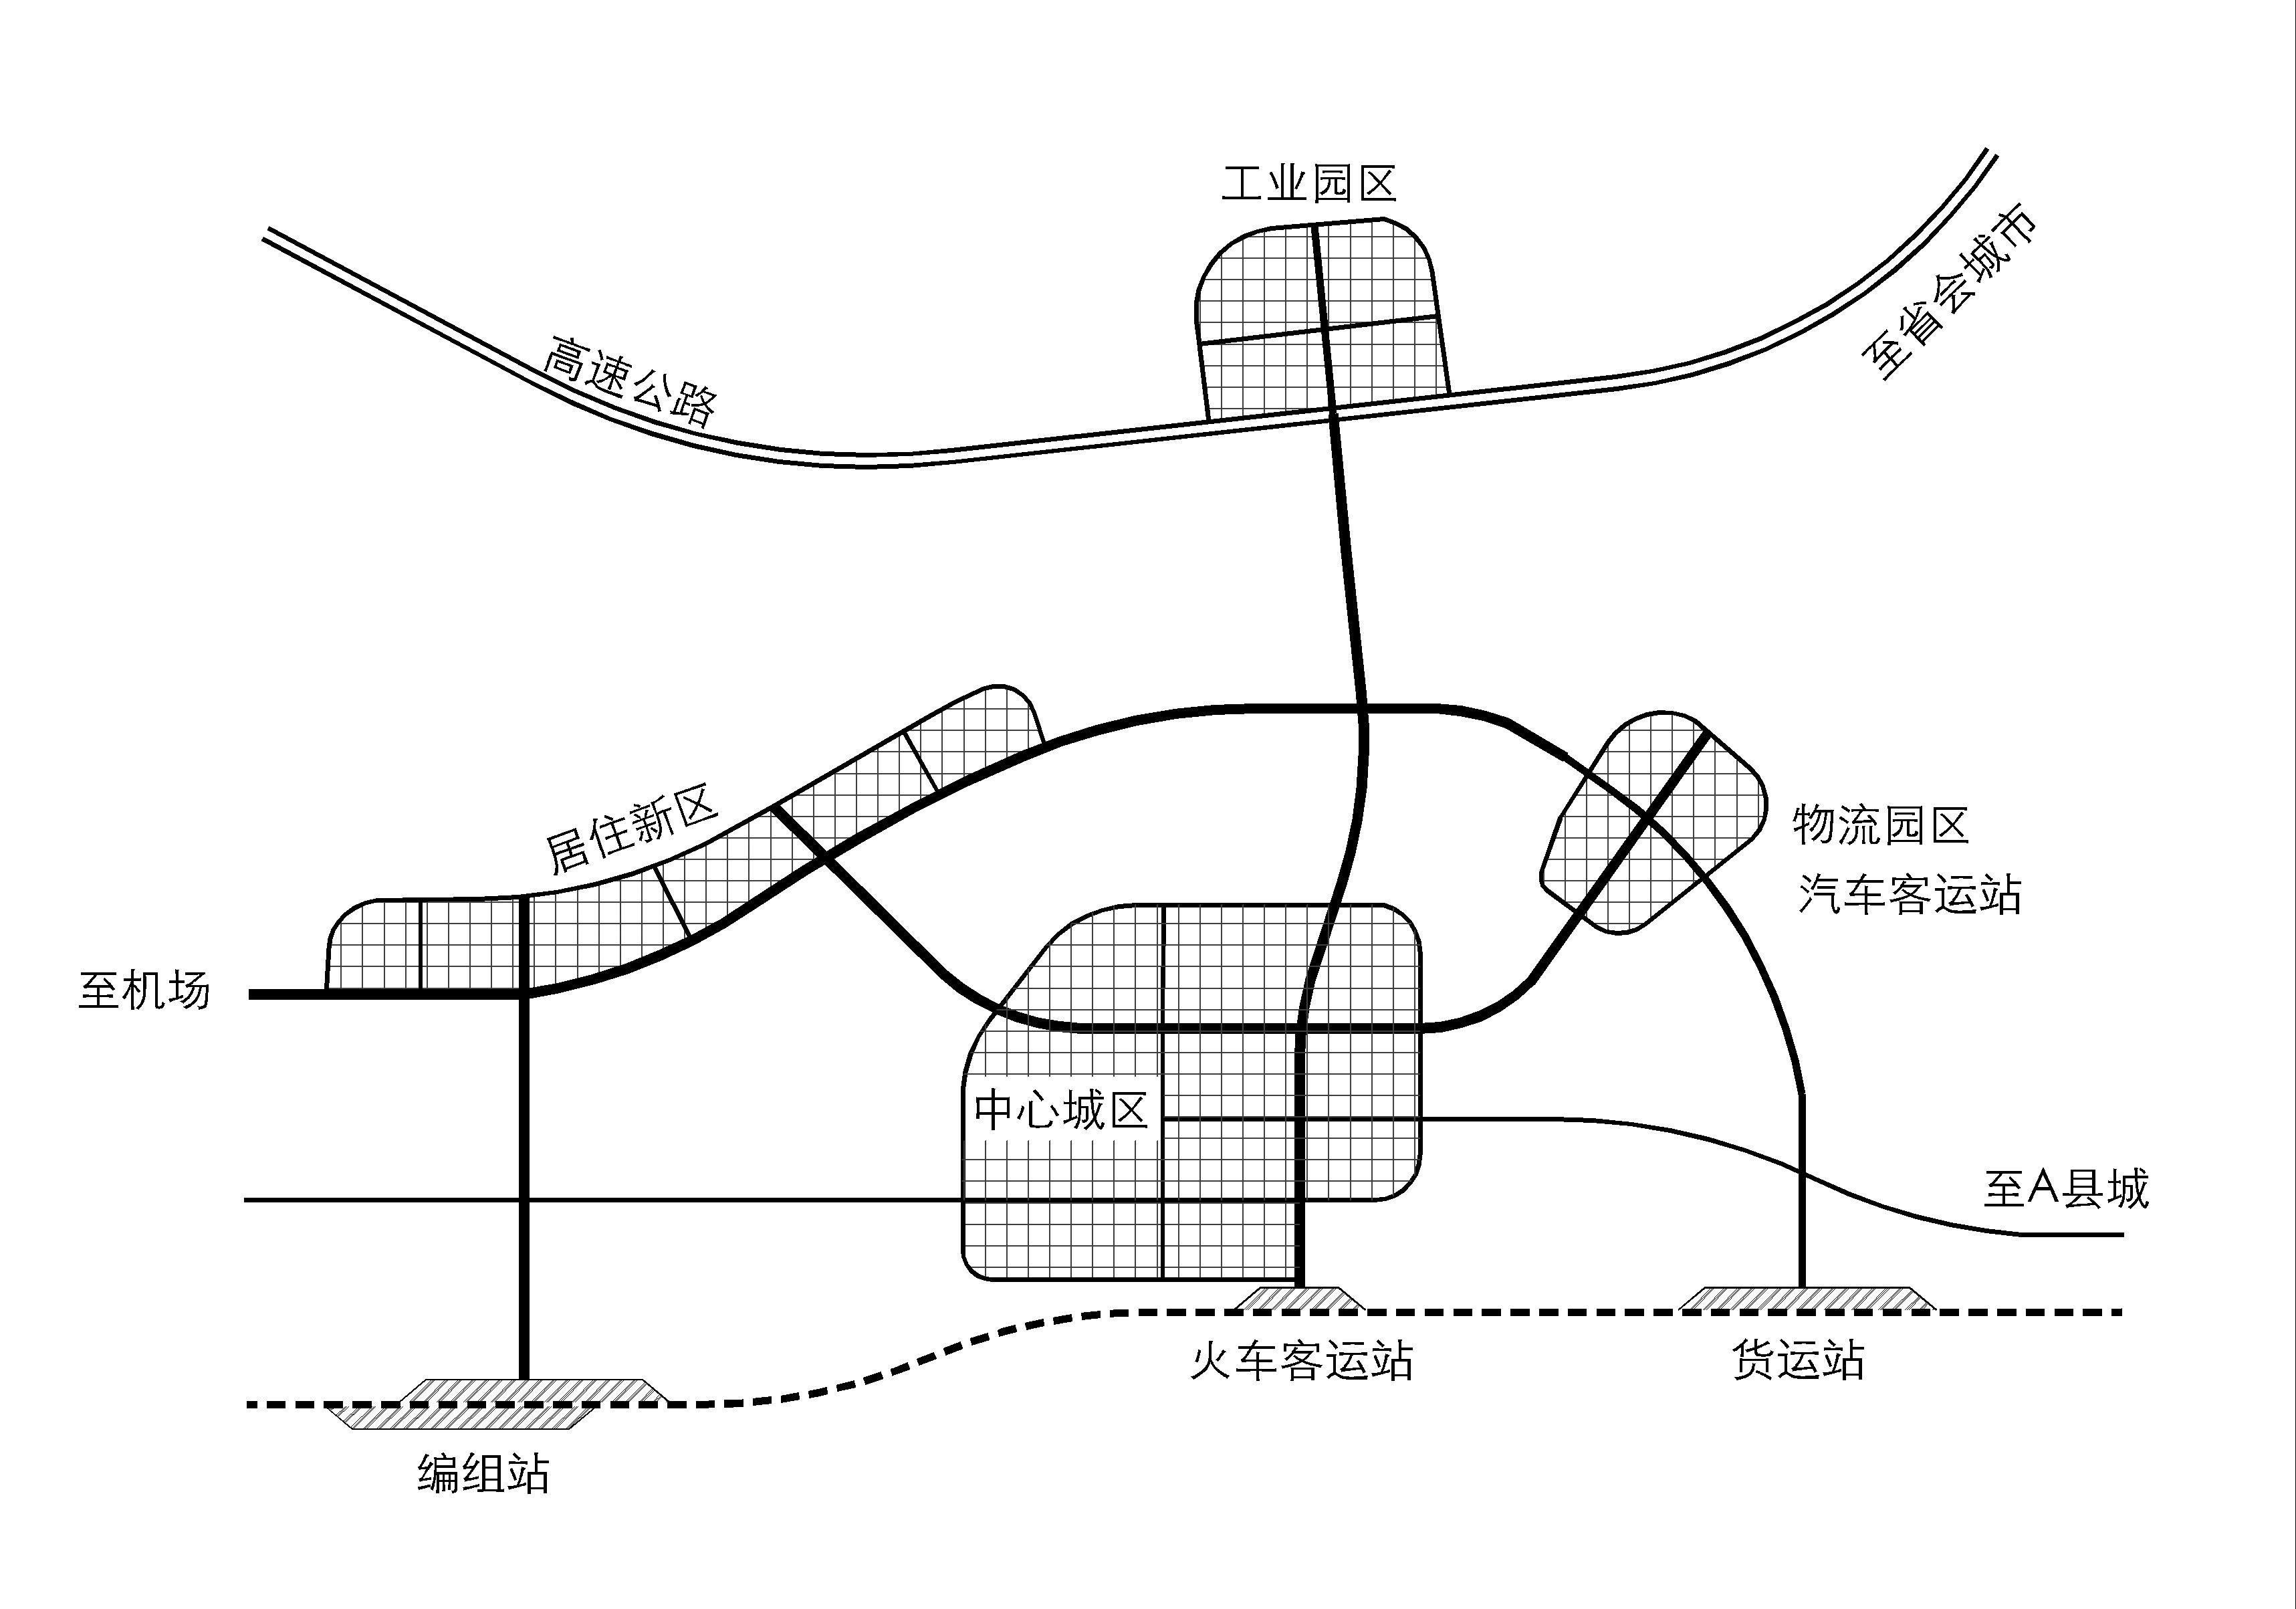 工业园区
至省会城市
高速公路
居住新区
物流园区
汽车客运站
至机场
中心城区
至A县城
火车客运站
货运站
编组站